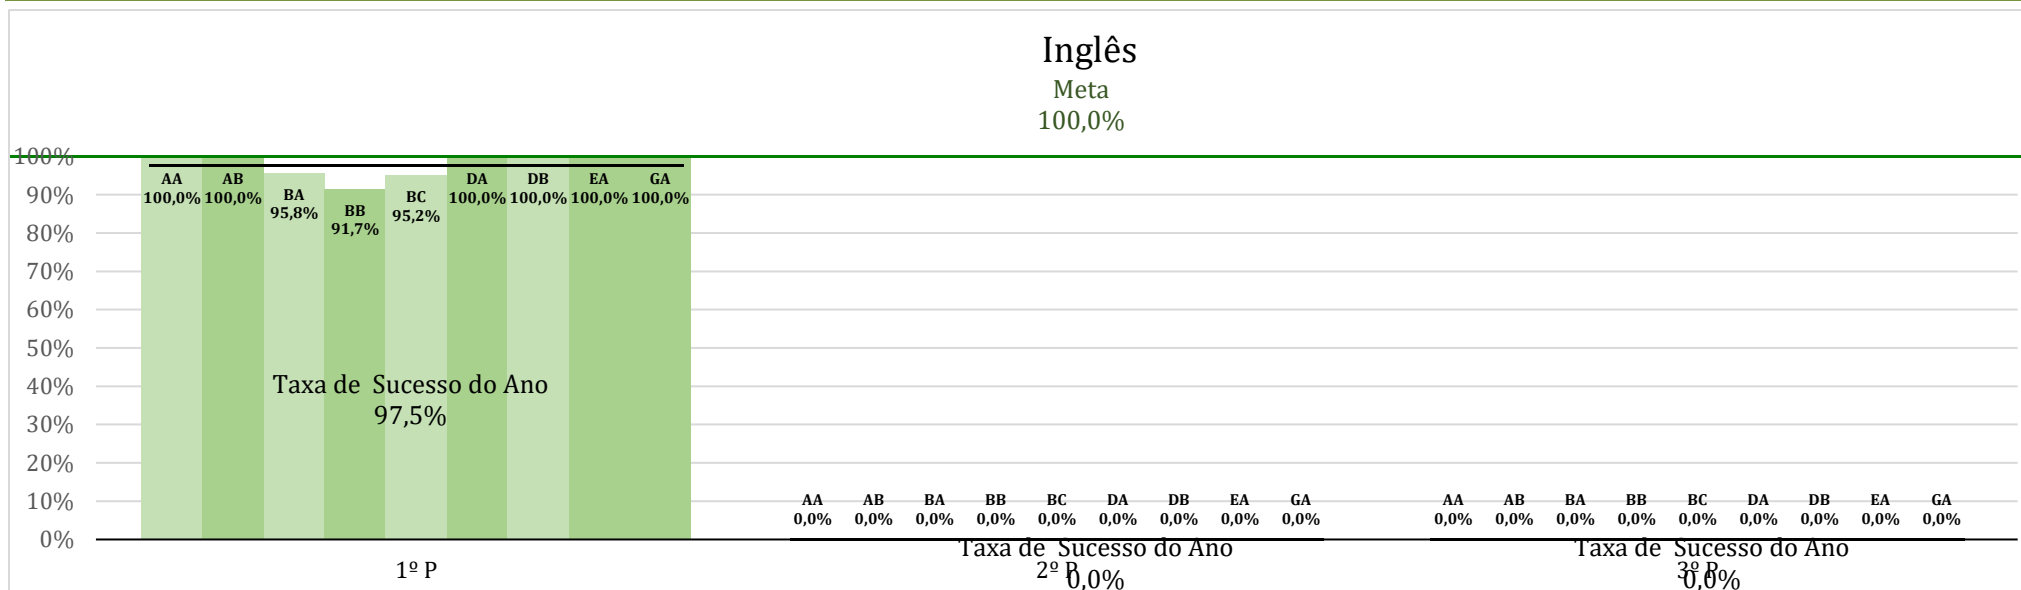 Inglês
Meta
100,0%
100%
90%
80%
70%
60%
50%
40%
30%
20%
10%
0%
AA AB BA BB BC DA DB EA GA
100,0% 100,0% 95,8% 91,7% 95,2% 100,0% 100,0% 100,0% 100,0%
Taxa de Sucesso do Ano
97,5%
1º P
AA AB BA BB BC DA DB EA GA
0,0% 0,0% 0,0% 0,0% 0,0% 0,0% 0,0% 0,0% 0,0%
Taxa de Sucesso do Ano
0,0%
2º P
AA AB BA BB BC DA DB EA GA
0,0% 0,0% 0,0% 0,0% 0,0% 0,0% 0,0% 0,0% 0,0%
Taxa de Sucesso do Ano
0,0%
3º P